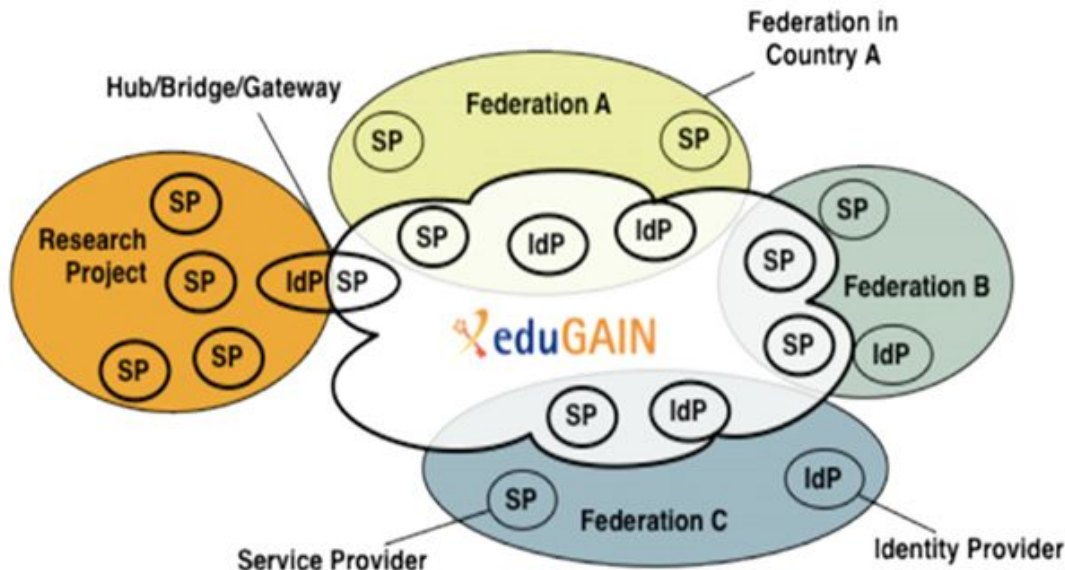 Federation in
Country A
Hub/Bridge/Gateway
Federation A
SP
SP
SP
Research
Project
SP
SP
SP
IdP
SP
SP
IdP
IdP
SP
SP
Federation B
SP
IdP
eduGAIN
SP
IdP
SP
IdP
Federation C
Service Provider
Identity Provider